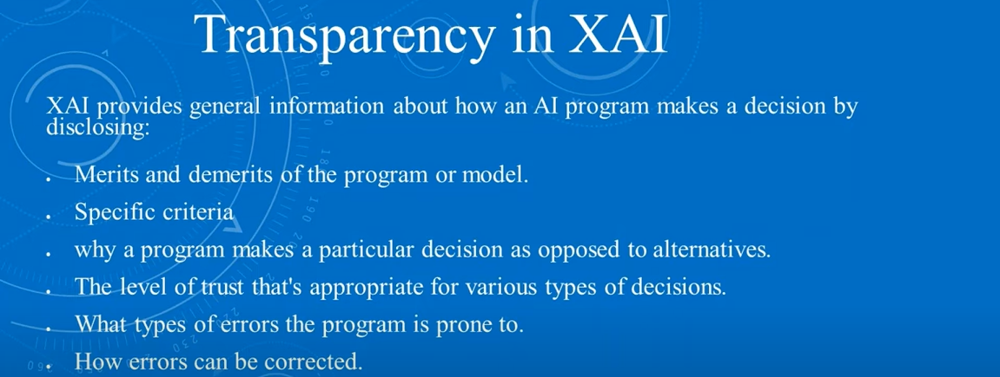 Transparency in XAI
XAI provides general information about how an AI program makes a decision by
disclosing:
• Merits and demerits of the program or model.
• Specific criteria
• why a program makes a particular decision as opposed to alternatives.
• The level of trust that's appropriate for various types of decisions.
• What types of errors the program is prone to.
• How errors can be corrected.